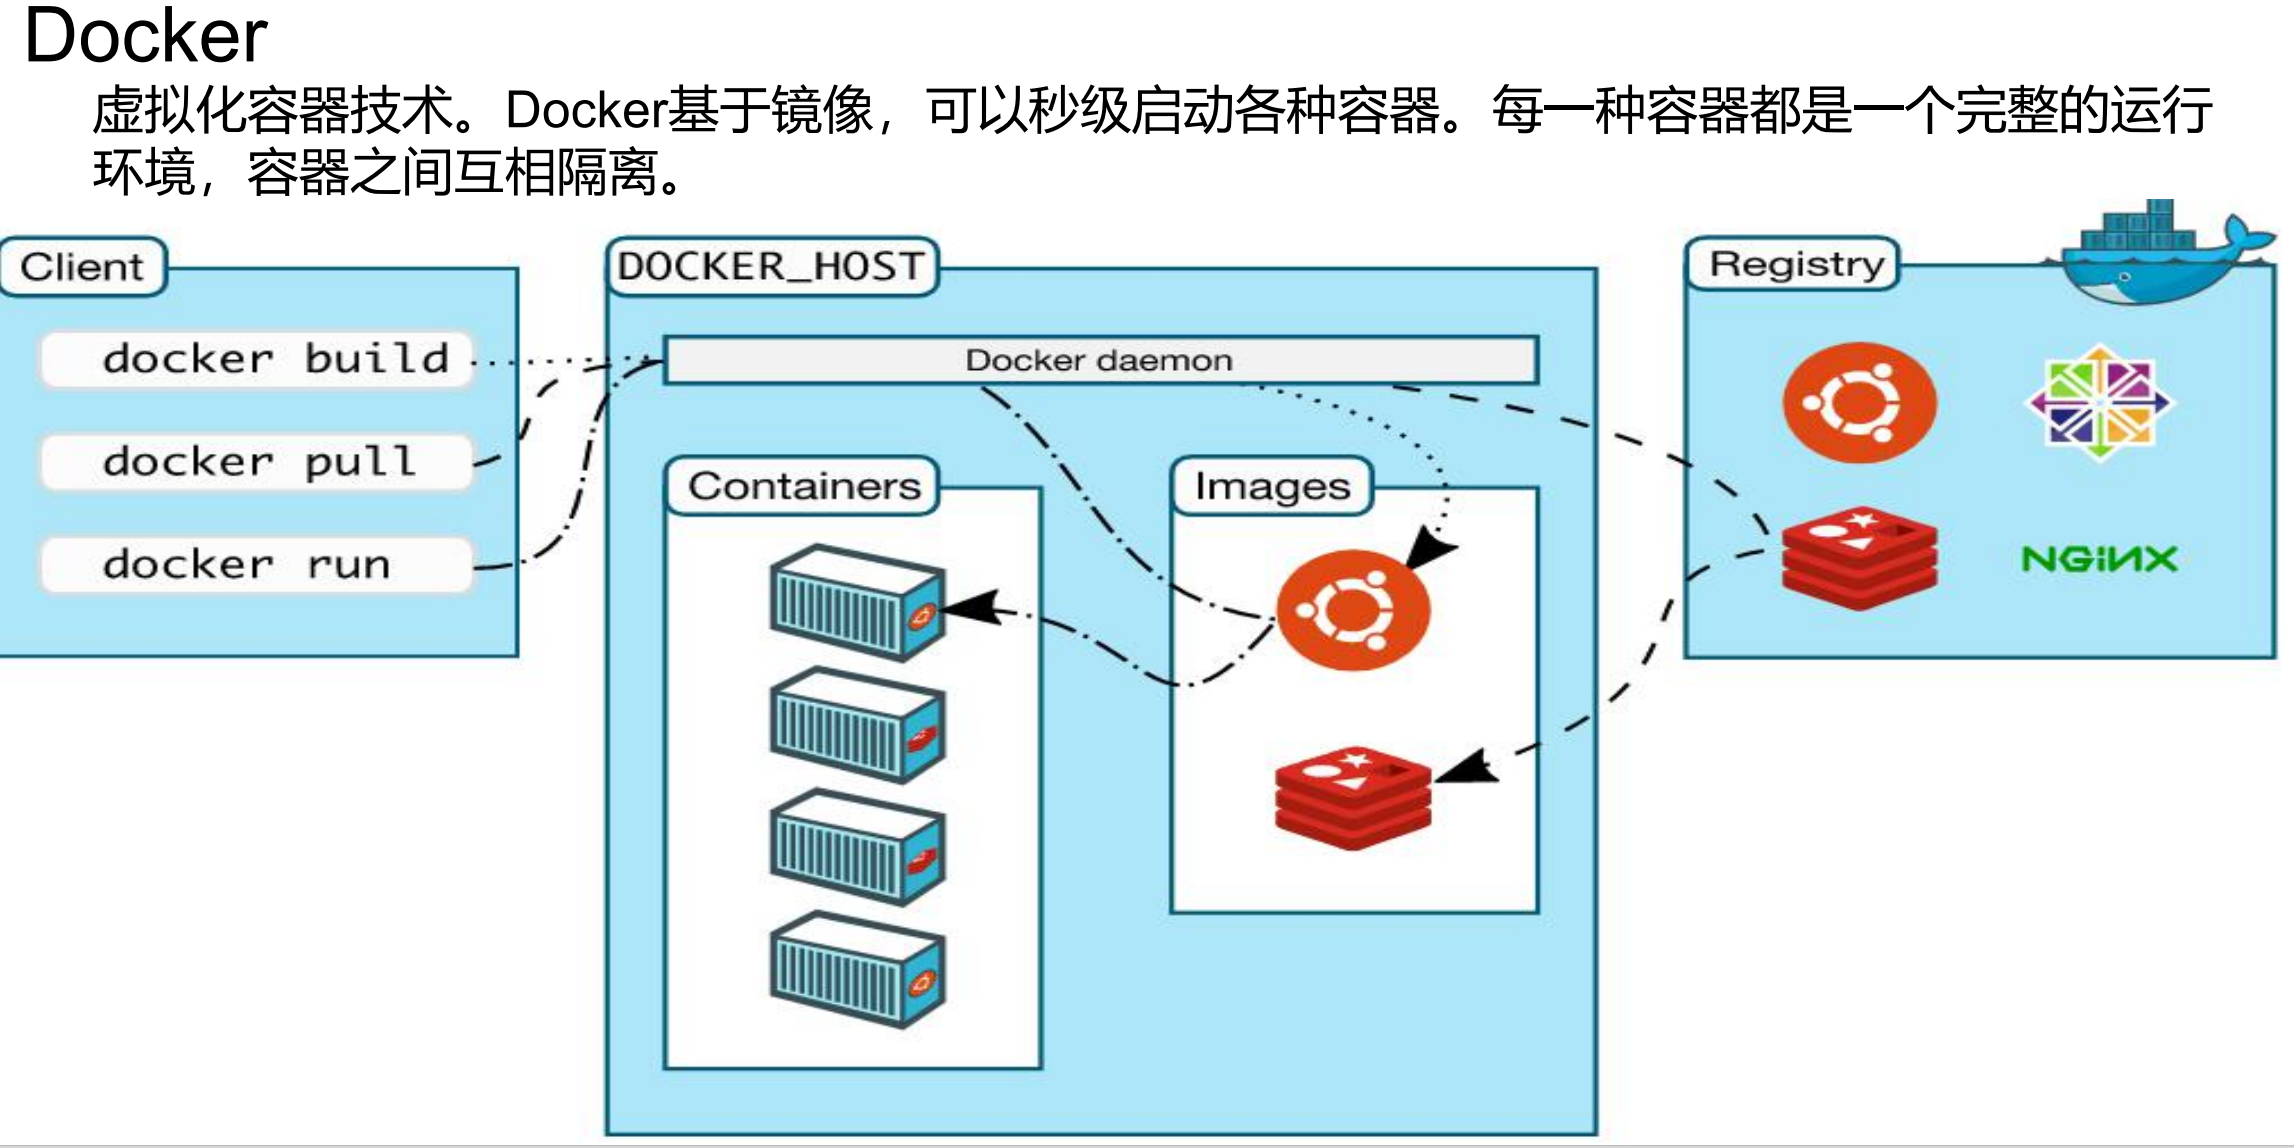 Docker
虚拟化容器技术。Docker基于镜像，可以秒级启动各种容器。每一种容器都是一个完整的运行
环境，容器之间互相隔离。
Client
DOCKER_HOST
Registry
docker build
Docker daemon
docker pull
Containers
Images
docker run
NGiNX